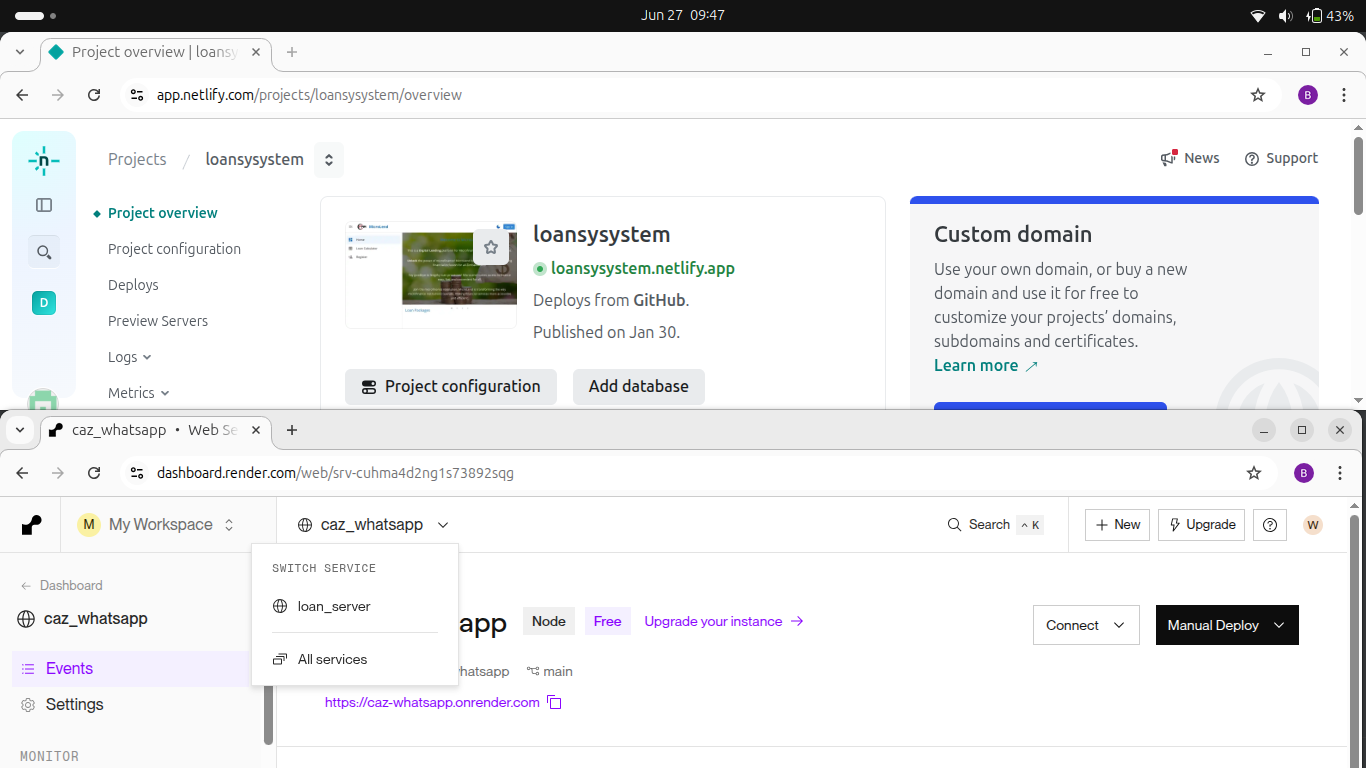 Jun 27 09:47
43%
Project overview | loansy
app.netlify.com/projects/loansysystem/overview
B
n
Projects / loansysystem
News
Support
Project overview
Project configuration
Deploys
Preview Servers
Logs
Metrics
D
loansysystem
loansysystem.netlify.app
Deploys from GitHub.
Published on Jan 30.
Project configuration
Add database
Custom domain
Use your own domain, or buy a new
domain and use it for free to
customize your projects' domains,
subdomains and certificates.
Learn more
caz_whatsapp • Web Se
dashboard.render.com/web/srv-cuhma4d2ng1s73892sqg
B
M My Workspace
caz_whatsapp
Search ^ K
+ New
Upgrade
W
SWITCH SERVICE
loan_server
All services
← Dashboard
caz_whatsapp
Events
Settings
MONITOR
app
Node
Free
Upgrade your instance →
hatsapp
main
https://caz-whatsapp.onrender.com
Connect
Manual Deploy